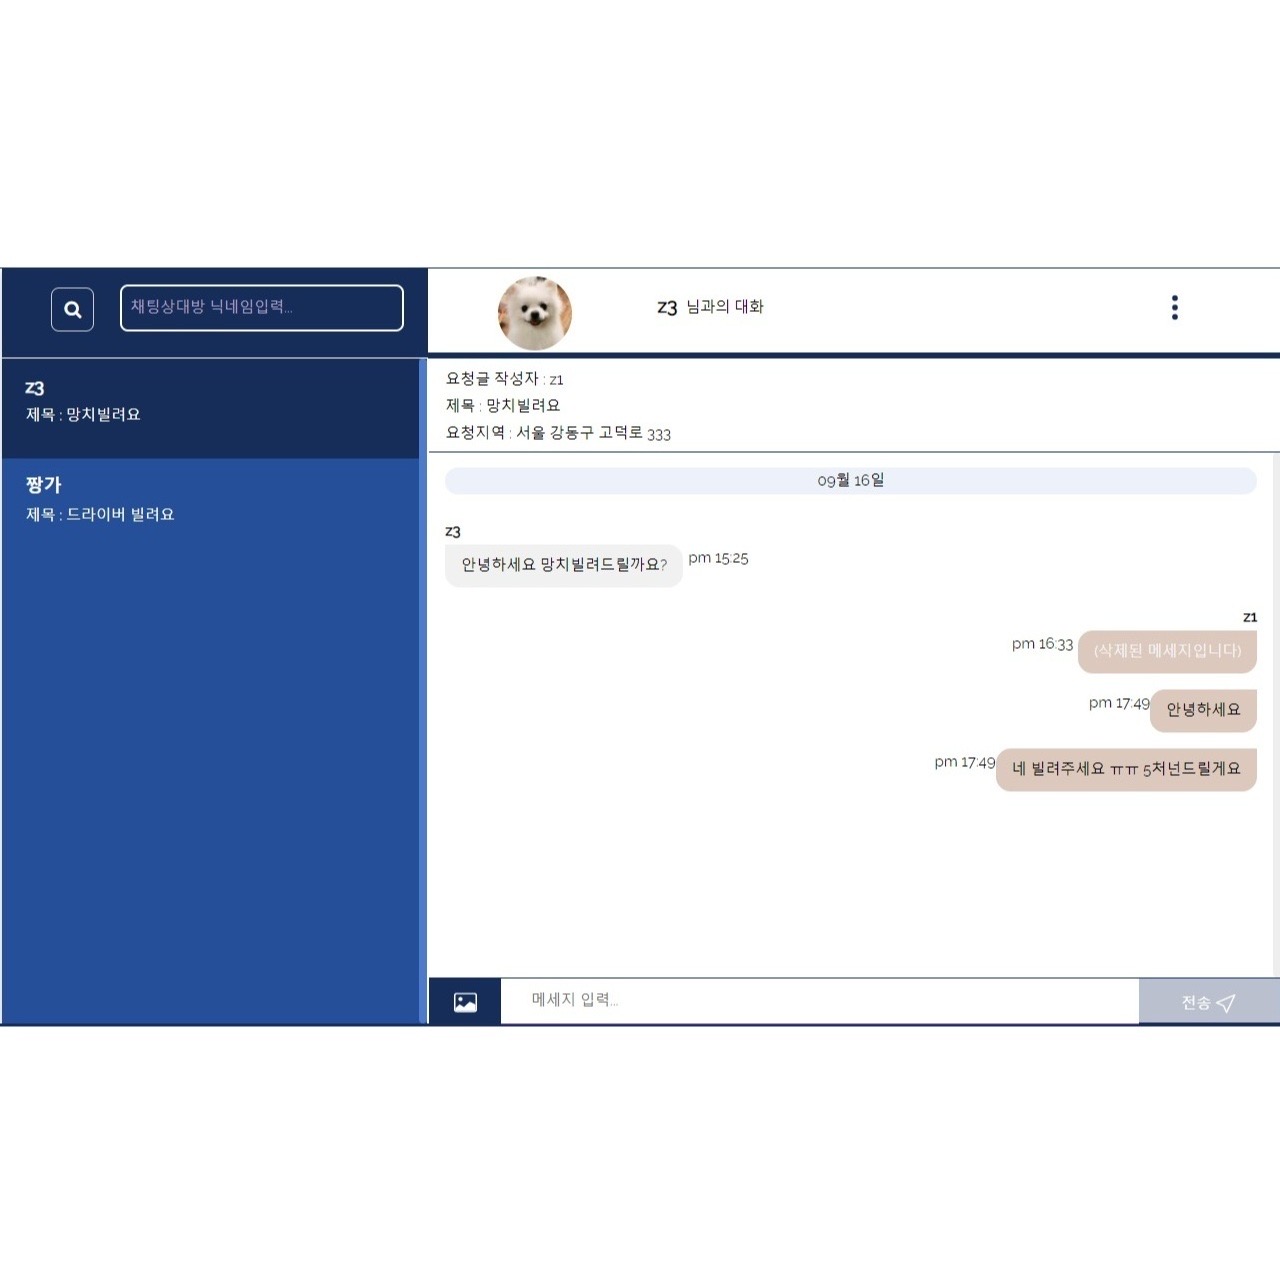 채팅상대방 닉네임입력...
z3 님과의 대화
z3
제목 : 망치빌려요
짱가
제목 : 드라이버 빌려요
요청글 작성자 : z1
제목 : 망치빌려요
요청지역 : 서울 강동구 고덕로 333
09월 16일
z3
안녕하세요 망치빌려드릴까요? pm 15:25
z1
pm 16:33 (삭제된 메세지입니다)
pm 17:49 안녕하세요
pm 17:49 네 빌려주세요 ㅠㅠ 5처넌드릴게요
메세지 입력...
전송